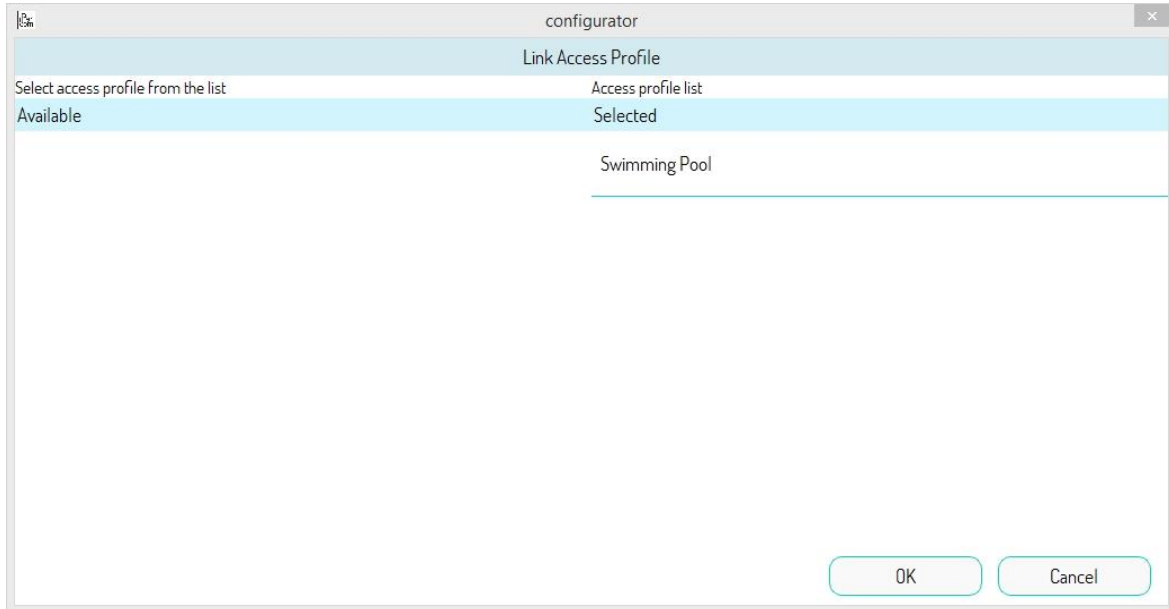 configurator
Link Access Profile
Select access profile from the list
Access profile list
Available
Selected
Swimming Pool
OK
Cancel